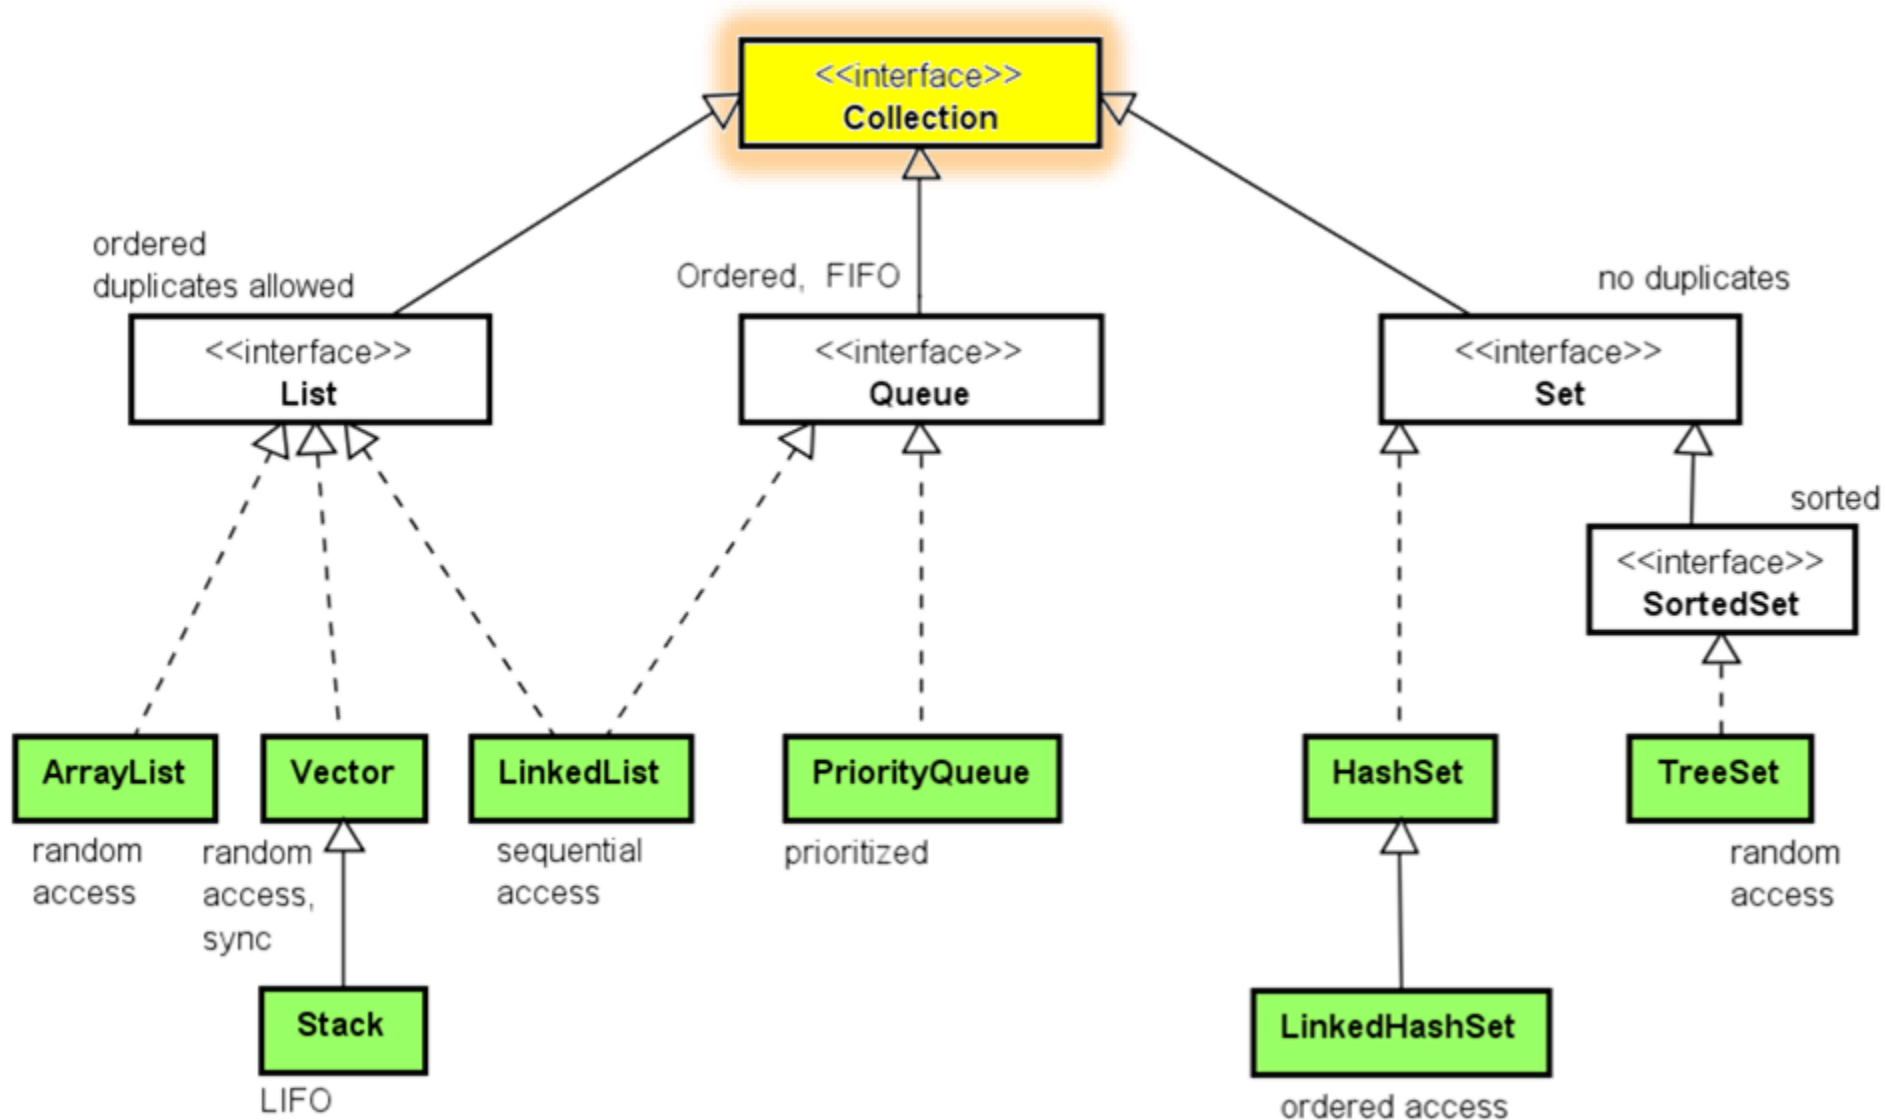 <<interface>>
Collection
ordered
duplicates allowed
Ordered, FIFO
no duplicates
<<interface>>
List
<<interface>>
Queue
<<interface>>
Set
sorted
<<interface>>
SortedSet
ArrayList
Vector
LinkedList
PriorityQueue
HashSet
TreeSet
random
access
random
access,
sync
sequential
access
prioritized
random
access
Stack
LIFO
LinkedHashSet
ordered access